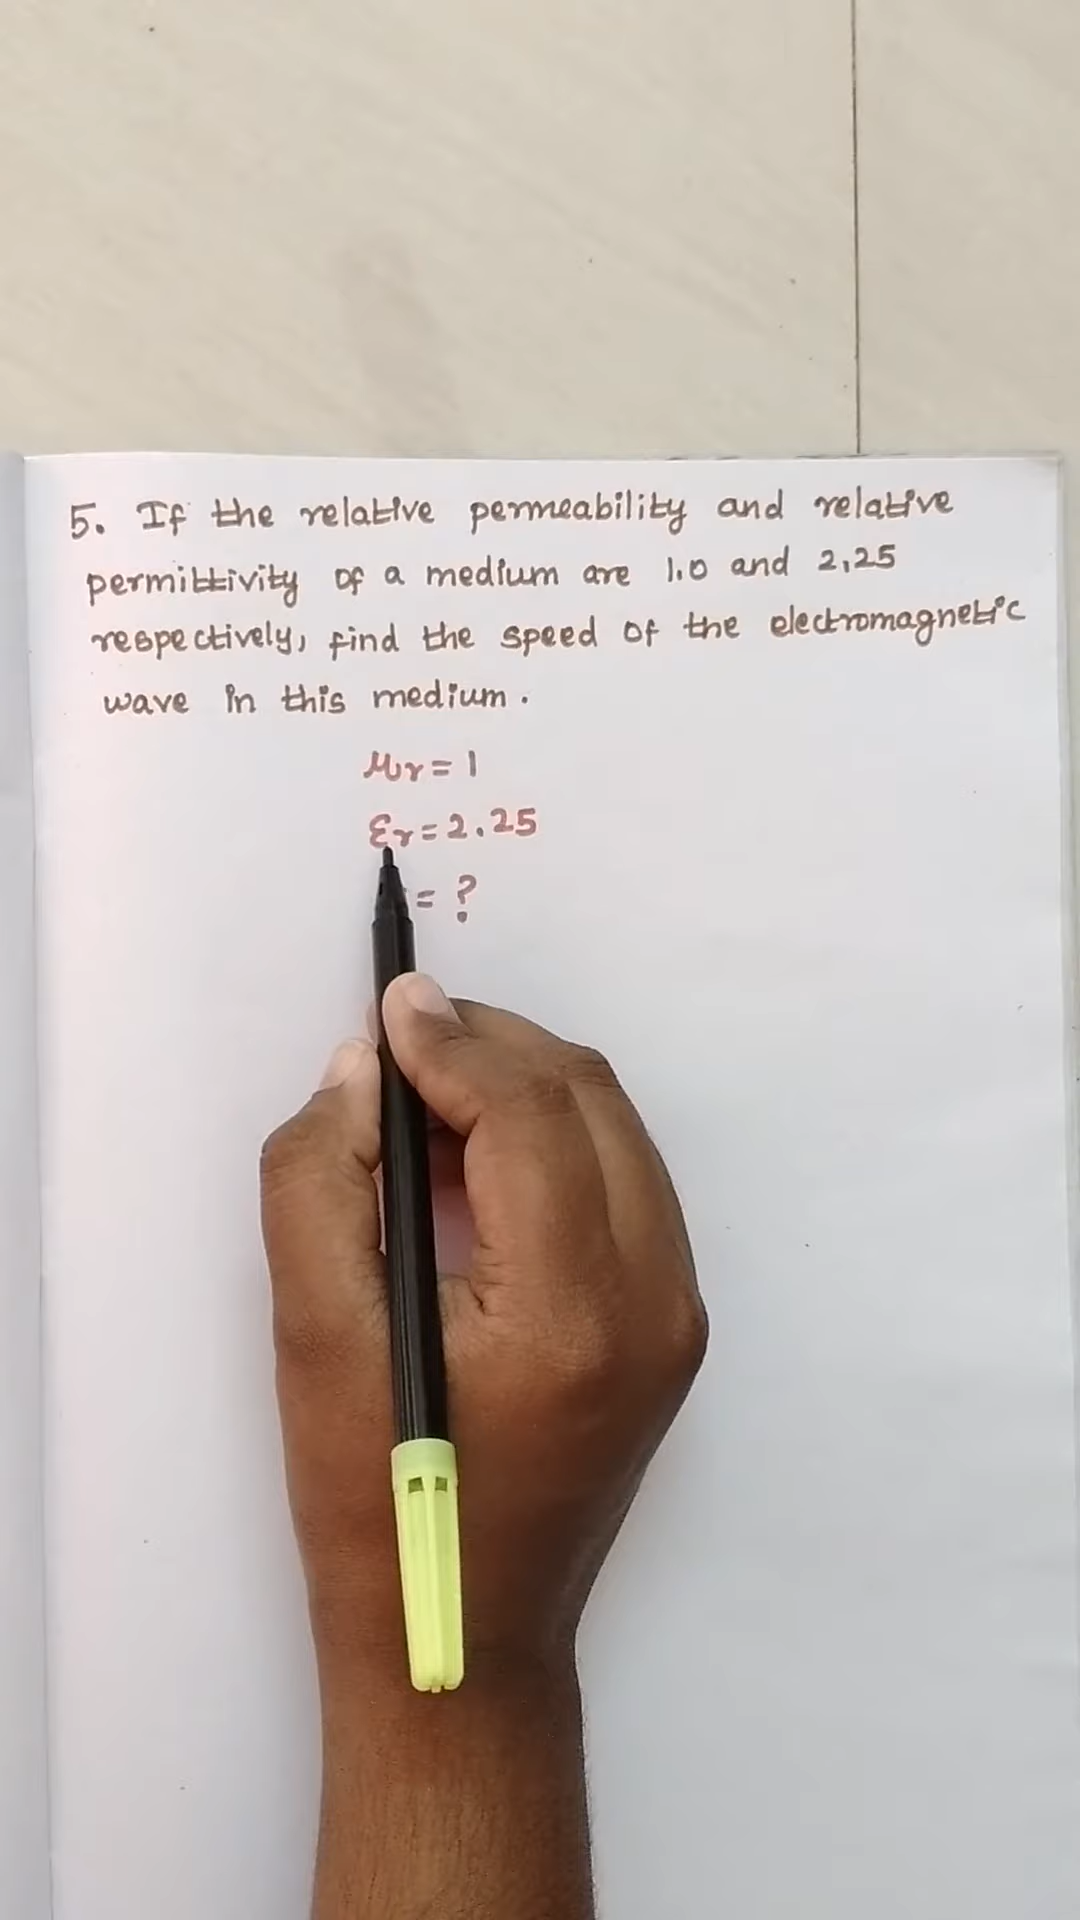 5. If the relative permeability and relative
permittivity of a medium are 1.0 and 2.25
respectively, find the speed of the electromagnetic
wave in this medium.
μr = 1
εr = 2.25
= ?